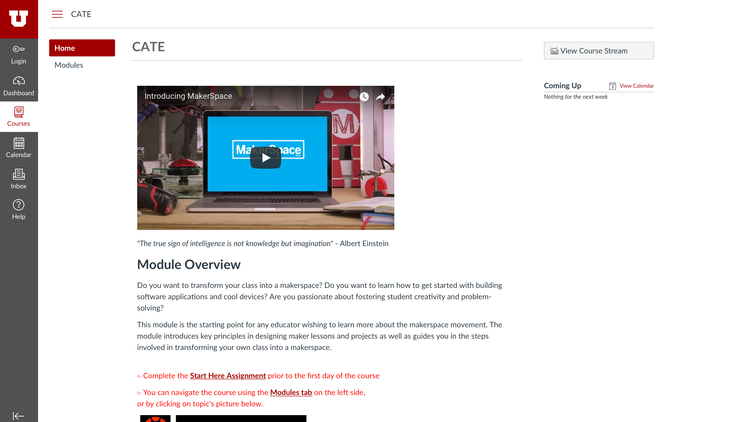 U
CATE
Login
Dashboard
Courses
Calendar
Inbox
Help
Home
Modules
CATE
Introducing MakerSpace
MakerSpace
M
"The true sign of intelligence is not knowledge but imagination" - Albert Einstein
Module Overview
Do you want to transform your class into a makerspace? Do you want to learn how to get started with building
software applications and cool devices? Are you passionate about fostering student creativity and problem-
solving?
This module is the starting point for any educator wishing to learn more about the makerspace movement. The
module introduces key principles in designing maker lessons and projects as well as guides you in the steps
involved in transforming your own class into a makerspace.
▻ Complete the Start Here Assignment prior to the first day of the course
▻ You can navigate the course using the Modules tab on the left side,
or by clicking on topic's picture below.
View Course Stream
Coming Up
View Calendar
Nothing for the next week